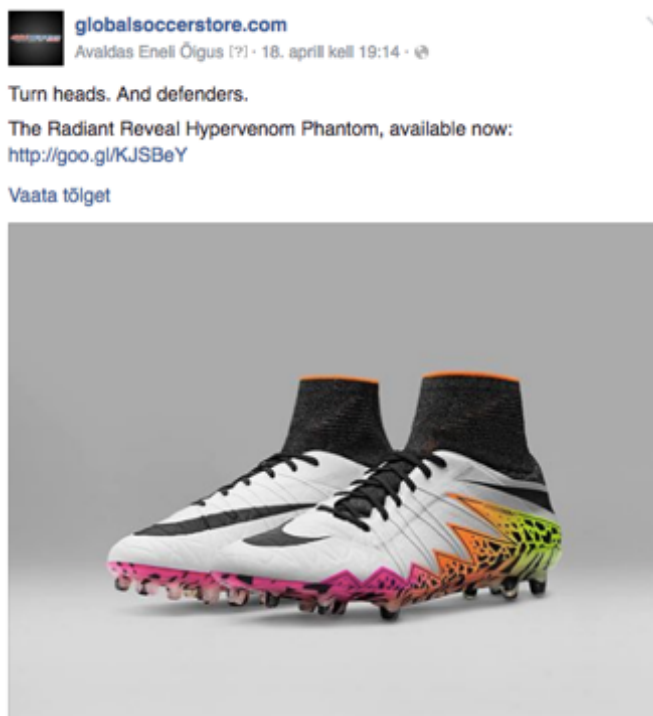 globalsoccerstore.com
Avaldas Eneli Õigus [?] · 18. aprill kell 19:14 ·
Turn heads. And defenders.
The Radiant Reveal Hypervenom Phantom, available now:
http://goo.gl/KJSBeY
Vaata tõlget